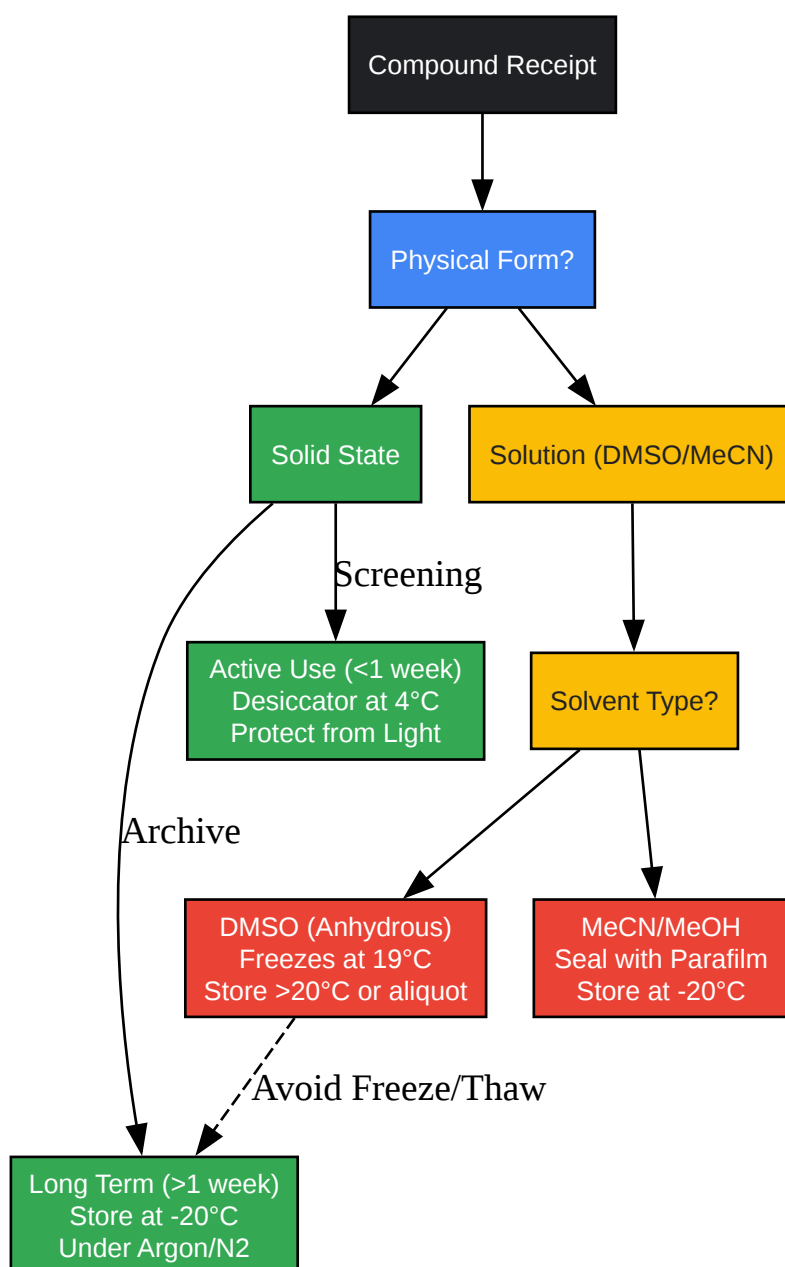 Compound Receipt
Physical Form?
Solid State
Solution (DMSO/MeCN)
Screening
Active Use (<1 week)
Desiccator at 4°C
Protect from Light
Solvent Type?
Archive
DMSO (Anhydrous)
Freezes at 19°C
Store >20°C or aliquot
MeCN/MeOH
Seal with Parafilm
Store at -20°C
Avoid Freeze/Thaw
Long Term (>1 week)
Store at -20°C
Under Argon/N2